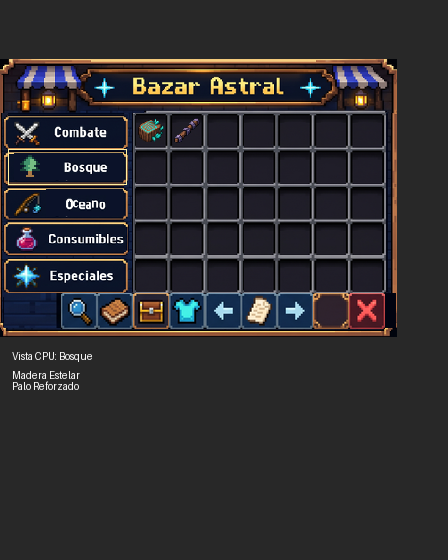 Bazar Astral
Combate
Bosque
Oceano
Consumibles
Especiales
Vista CPU: Bosque
Madera Estelar
Palo Reforzado